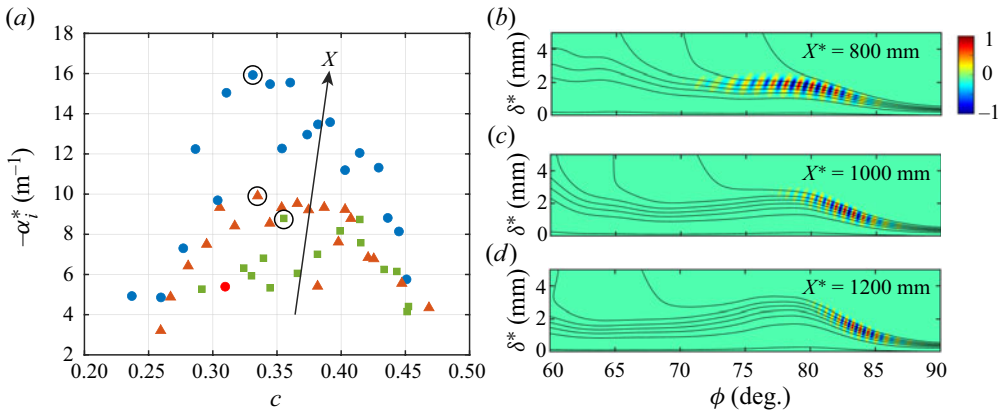 (a)
18
16
14
12
10
8
6
4
2
–α*i (m−1)
X
0.20 0.25 0.30 0.35 0.40 0.45 0.50
c
(b)
X* = 800 mm
4
2
0
δ* (mm)
1
0
−1
(c)
X* = 1000 mm
4
2
0
δ* (mm)
(d)
X* = 1200 mm
4
2
0
δ* (mm)
60 65 70 75 80 85 90
ϕ (deg.)